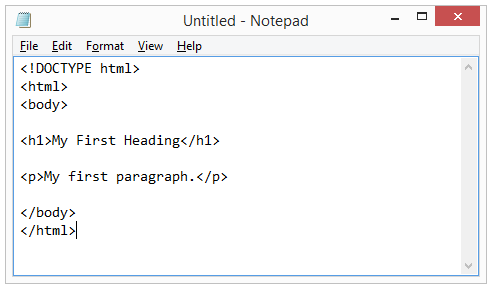 Untitled - Notepad
File Edit Format View Help
<!DOCTYPE html>
<html>
<body>
<h1>My First Heading</h1>
<p>My first paragraph.</p>
</body>
</html>